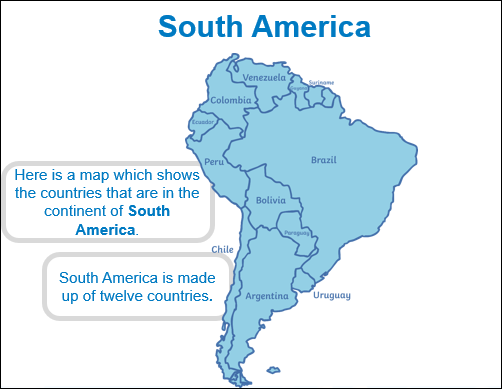 South America
Venezuela
Suriname
Guyana
Colombia
Ecuador
Peru
Brazil
Here is a map which shows
the countries that are in the
continent of South
America.
Bolivia
Paraguay
Chile
South America is made
up of twelve countries.
Argentina
Uruguay